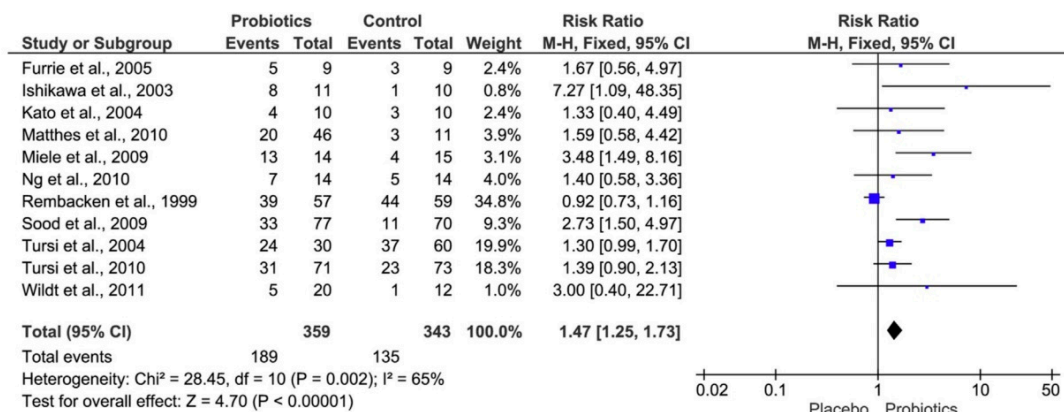 Probiotics Control Risk Ratio Risk Ratio
Study or Subgroup Events Total Events Total Weight M-H, Fixed, 95% CI M-H, Fixed, 95% CI
Furrie et al., 2005 5 9 3 9 2.4% 1.67 [0.56, 4.97]
Ishikawa et al., 2003 8 11 1 10 0.8% 7.27 [1.09, 48.35]
Kato et al., 2004 4 10 3 10 2.4% 1.33 [0.40, 4.49]
Matthes et al., 2010 20 46 3 11 3.9% 1.59 [0.58, 4.42]
Miele et al., 2009 13 14 4 15 3.1% 3.48 [1.49, 8.16]
Ng et al., 2010 7 14 5 14 4.0% 1.40 [0.58, 3.36]
Rembacken et al., 1999 39 57 44 59 34.8% 0.92 [0.73, 1.16]
Sood et al., 2009 33 77 11 70 9.3% 2.73 [1.50, 4.97]
Tursi et al., 2004 24 30 37 60 19.9% 1.30 [0.99, 1.70]
Tursi et al., 2010 31 71 23 73 18.3% 1.39 [0.90, 2.13]
Wildt et al., 2011 5 20 1 12 1.0% 3.00 [0.40, 22.71]
Total (95% CI) 359 343 100.0% 1.47 [1.25, 1.73]
Total events 189 135
Heterogeneity: Chi² = 28.45, df = 10 (P = 0.002); I² = 65%
Test for overall effect: Z = 4.70 (P < 0.00001)
0.02 0.1 1 10 50
Placebo Probiotics